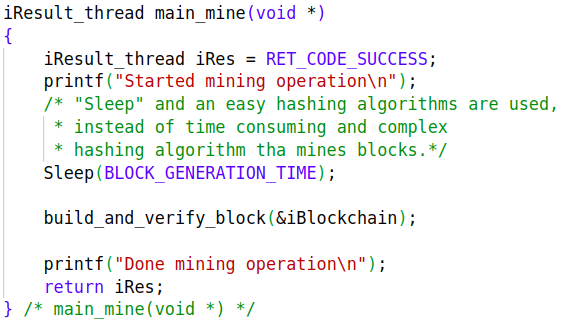 iResult_thread main_mine(void *)
{
iResult_thread iRes = RET_CODE_SUCCESS;
printf("Started mining operation\n");
/* "Sleep" and an easy hashing algorithms are used,
* instead of time consuming and complex
* hashing algorithm tha mines blocks.*/
Sleep(BLOCK_GENERATION_TIME);
build_and_verify_block(&iBlockchain);
printf("Done mining operation\n");
return iRes;
} /* main_mine(void *) */